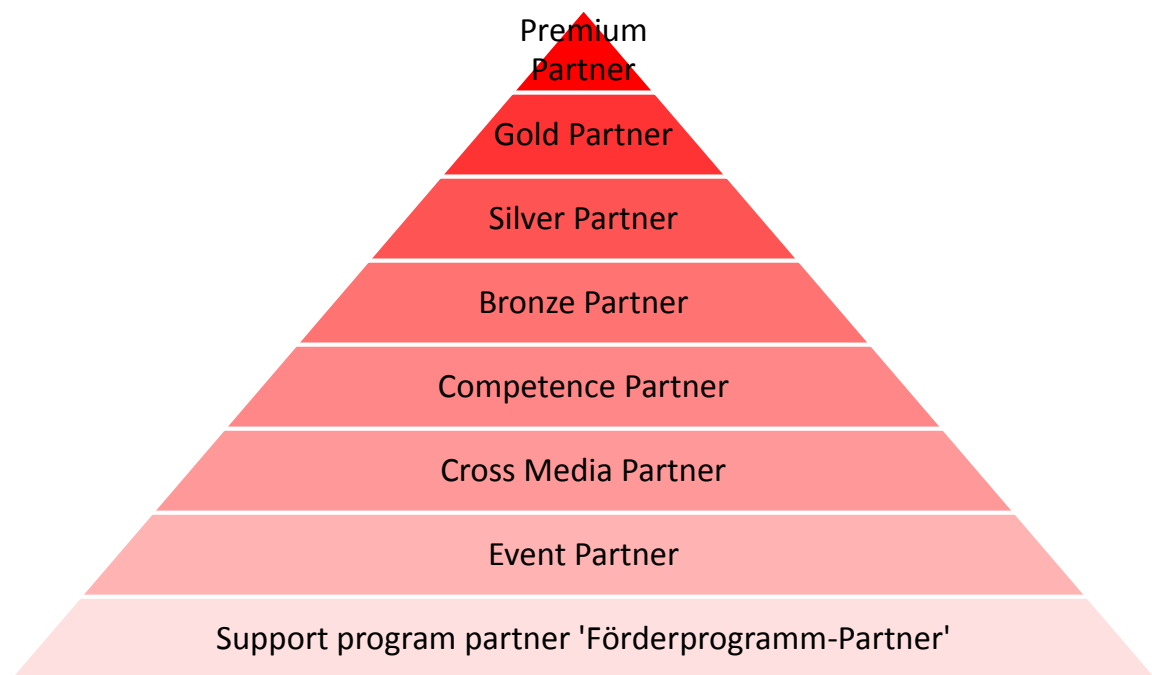 Premium
Partner
Gold Partner
Silver Partner
Bronze Partner
Competence Partner
Cross Media Partner
Event Partner
Support program partner 'Förderprogramm-Partner'